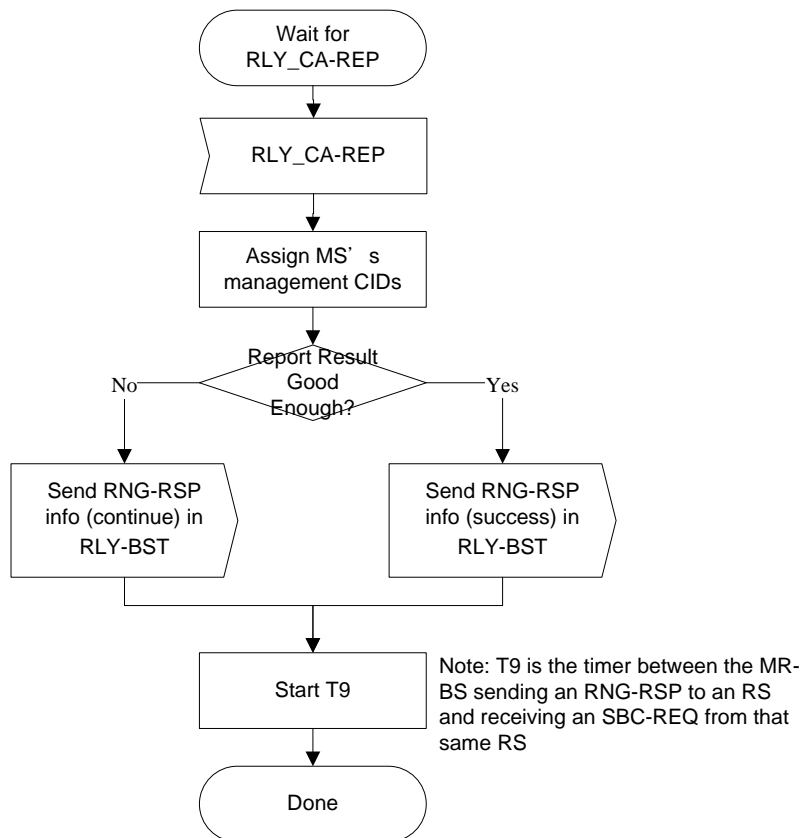 Wait for
RLY_CA-REP
RLY_CA-REP
Assign MS’ s
management CIDs
Report Result
Good
Enough?
No
Yes
Send RNG-RSP
info (continue) in
RLY-BST
Send RNG-RSP
info (success) in
RLY-BST
Start T9
Note: T9 is the timer between the MR-
BS sending an RNG-RSP to an RS
and receiving an SBC-REQ from that
same RS
Done